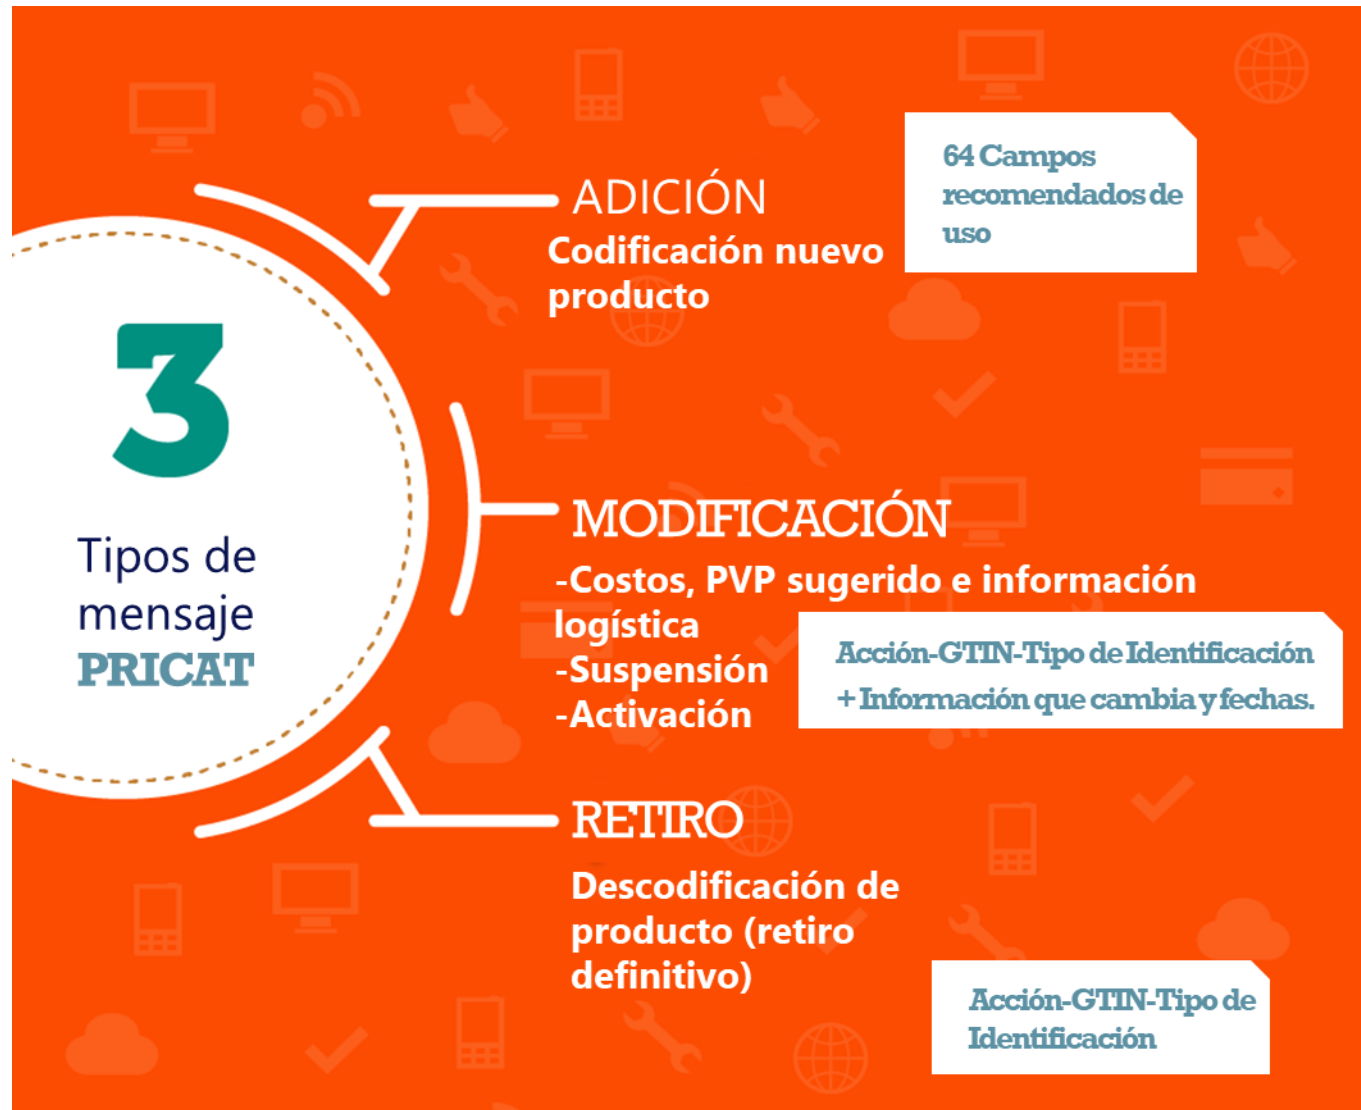 3
Tipos de
mensaje
PRICAT
ADICIÓN
Codificación nuevo
producto
64 Campos
recomendados de
uso
MODIFICACIÓN
-Costos, PVP sugerido e información
logística
-Suspensión
-Activación
Acción-GTIN-Tipo de Identificación
+ Información que cambia y fechas.
RETIRO
Descodificación de
producto (retiro
definitivo)
Acción-GTIN-Tipo de
Identificación